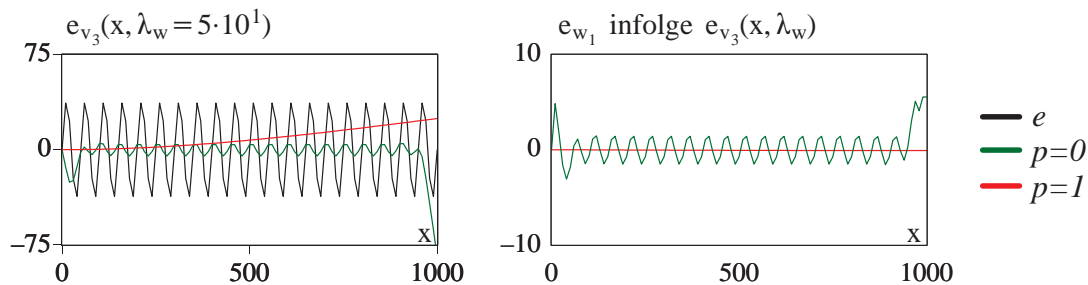 e_{v_3}(x, λ_w = 5·10^1)
75
0
−75
0
500
1000
x
e_{w_1} infolge e_{v_3}(x, λ_w)
10
0
−10
0
500
1000
x
e
p=0
p=1